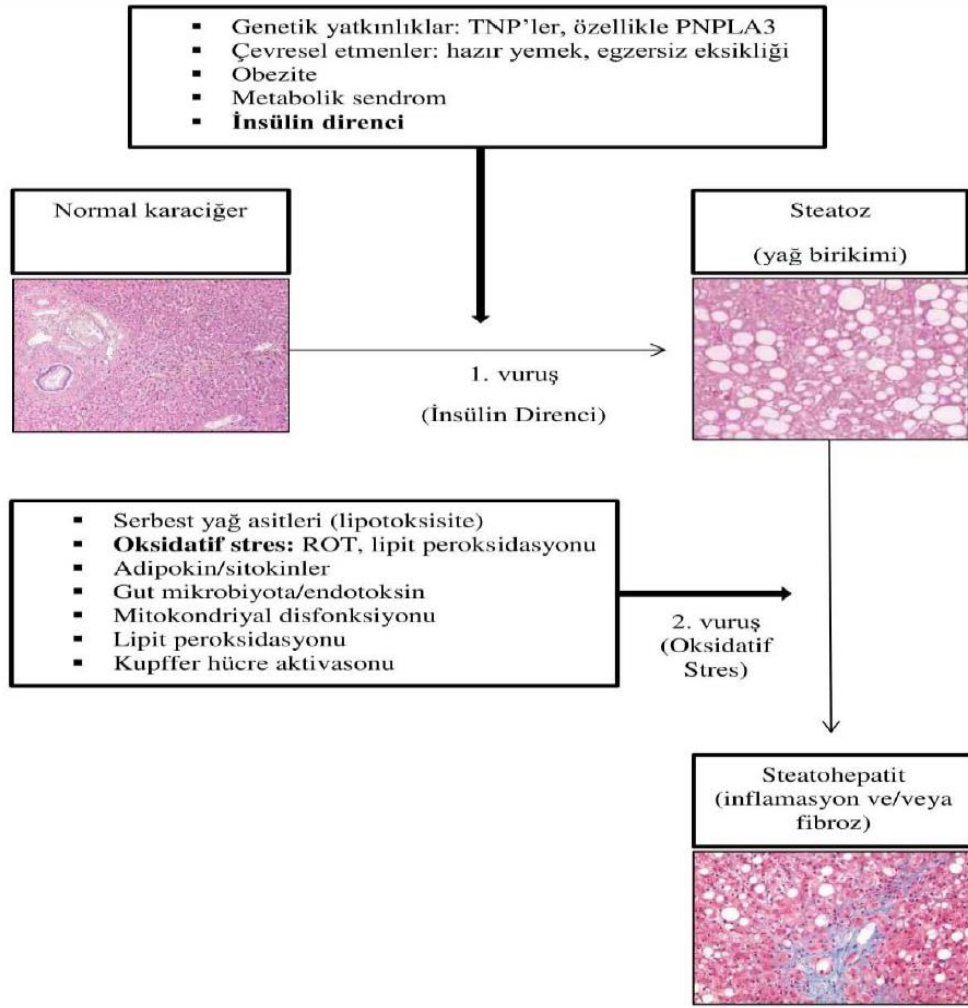 ▪ Genetik yatkınlıklar: TNP’ler, özellikle PNPLA3
▪ Çevresel etmenler: hazır yemek, egzersiz eksikliği
▪ Obezite
▪ Metabolik sendrom
▪ İnsülin direnci
Normal karaciğer
Steatoz
(yağ birikimi)
1. vuruş
(İnsülin Direnci)
▪ Serbest yağ asitleri (lipotoksisite)
▪ Oksidatif stres: ROT, lipit peroksidasyonu
▪ Adipokin/sitokinler
▪ Gut mikrobiyota/endotoksin
▪ Mitokondriyal disfonksiyonu
▪ Lipit peroksidasyonu
▪ Kupffer hücre aktivasonu
2. vuruş
(Oksidatif
Stres)
Steatohepatit
(inflamasyon ve/veya
fibroz)